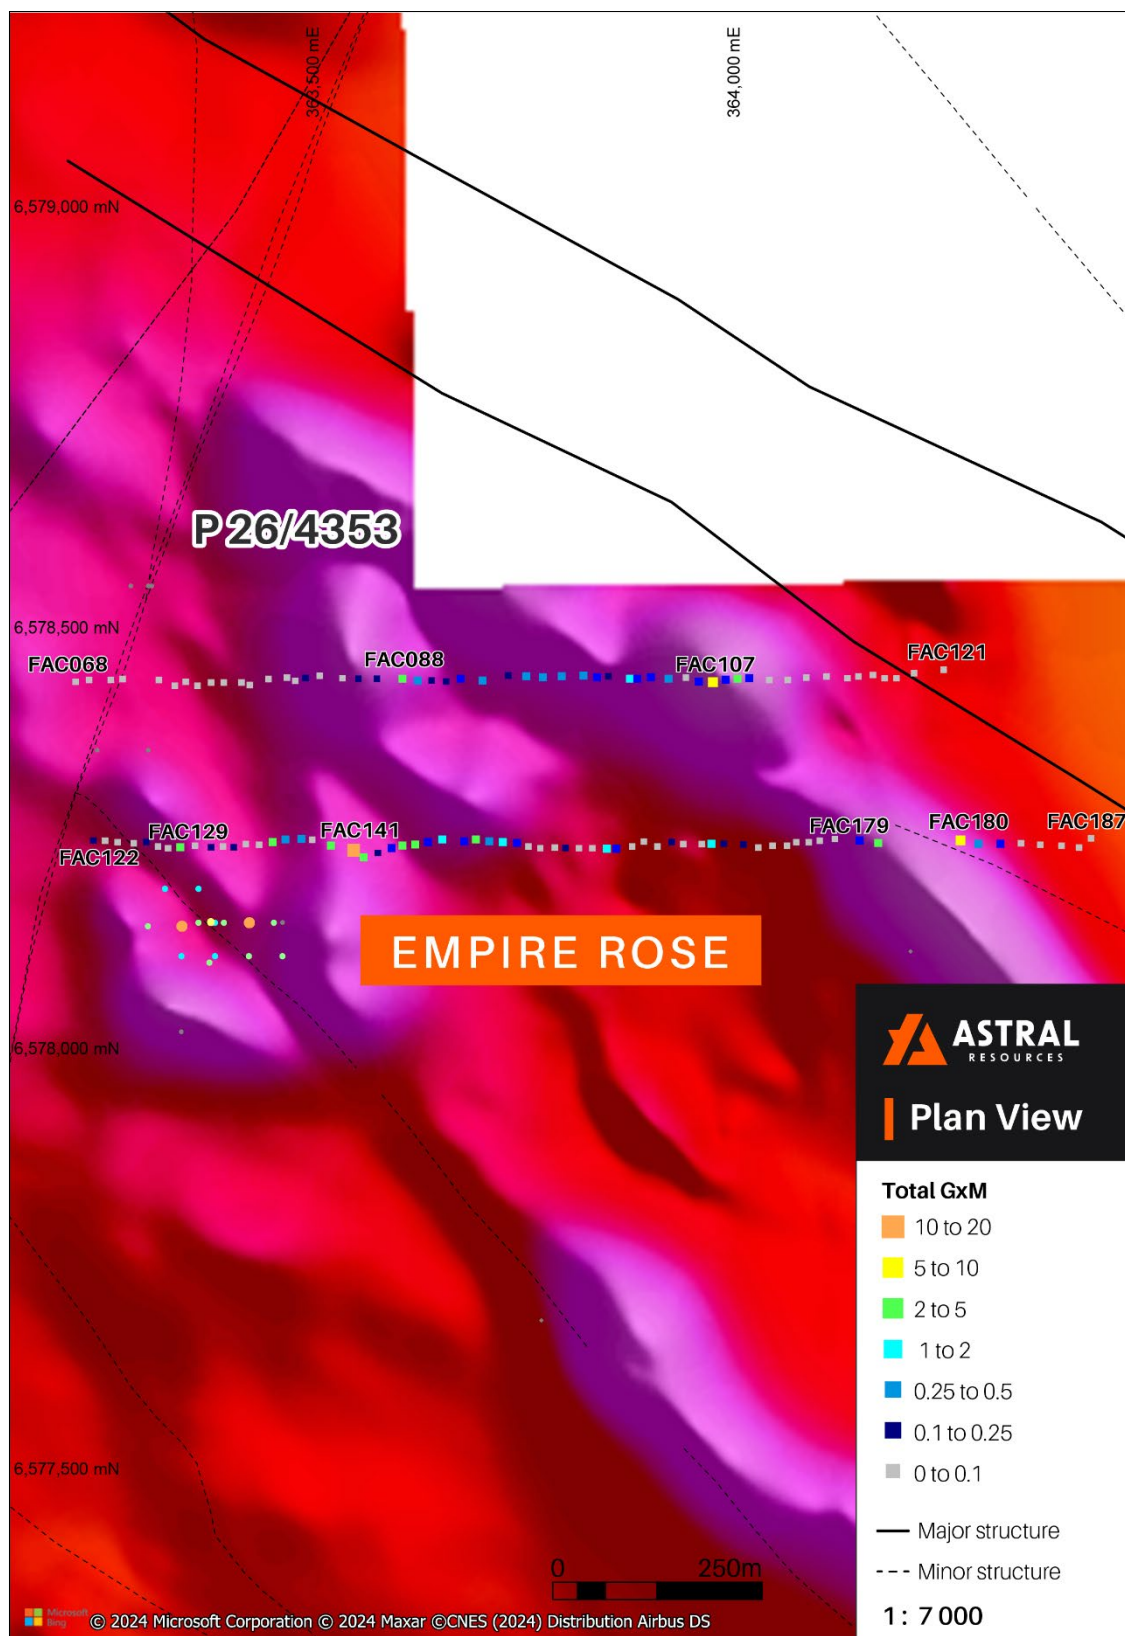 363,500 mE
364,000 mE
6,579,000 mN
P 26/4353
6,578,500 mN
FAC068
FAC088
FAC107
FAC121
FAC122
FAC129
FAC141
FAC179
FAC180
FAC187
EMPIRE ROSE
6,578,000 mN
ASTRAL
RESOURCES
Plan View
Total GxM
10 to 20
5 to 10
2 to 5
1 to 2
0.25 to 0.5
0.1 to 0.25
0 to 0.1
6,577,500 mN
Major structure
Minor structure
0 250m
1 : 7 000
Microsoft
Bing
© 2024 Microsoft Corporation © 2024 Maxar ©CNES (2024) Distribution Airbus DS